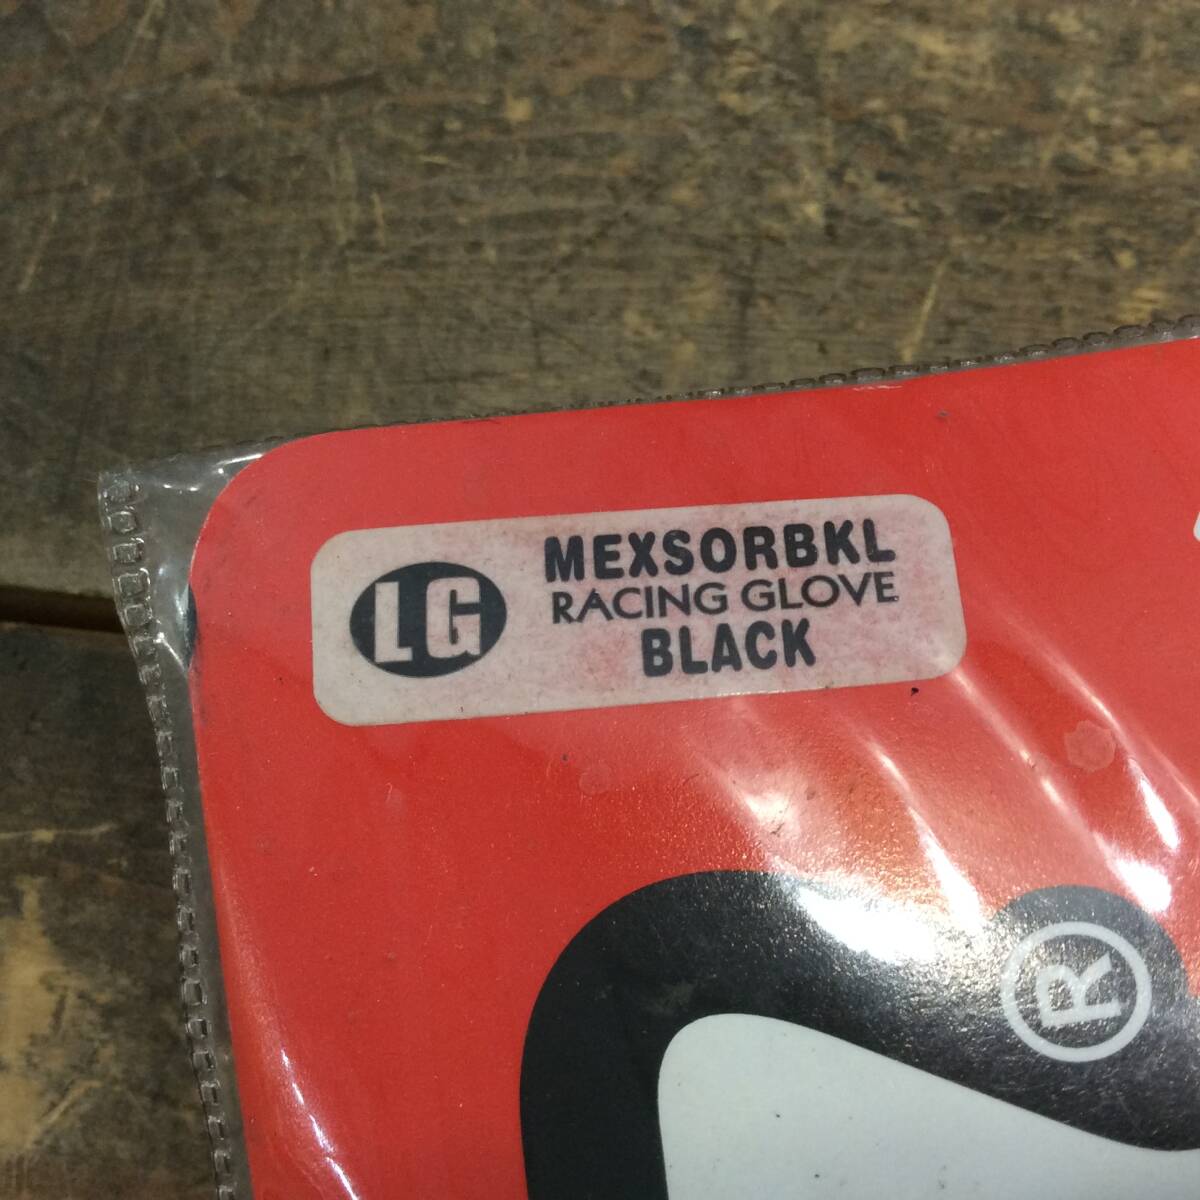 LG
MEXSORBKL
RACING GLOVE
BLACK
®